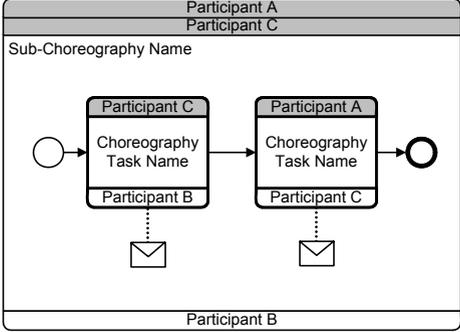 Participant A
Participant C
Sub-Choreography Name
Participant C
Choreography
Task Name
Participant B
Participant A
Choreography
Task Name
Participant C
Participant B